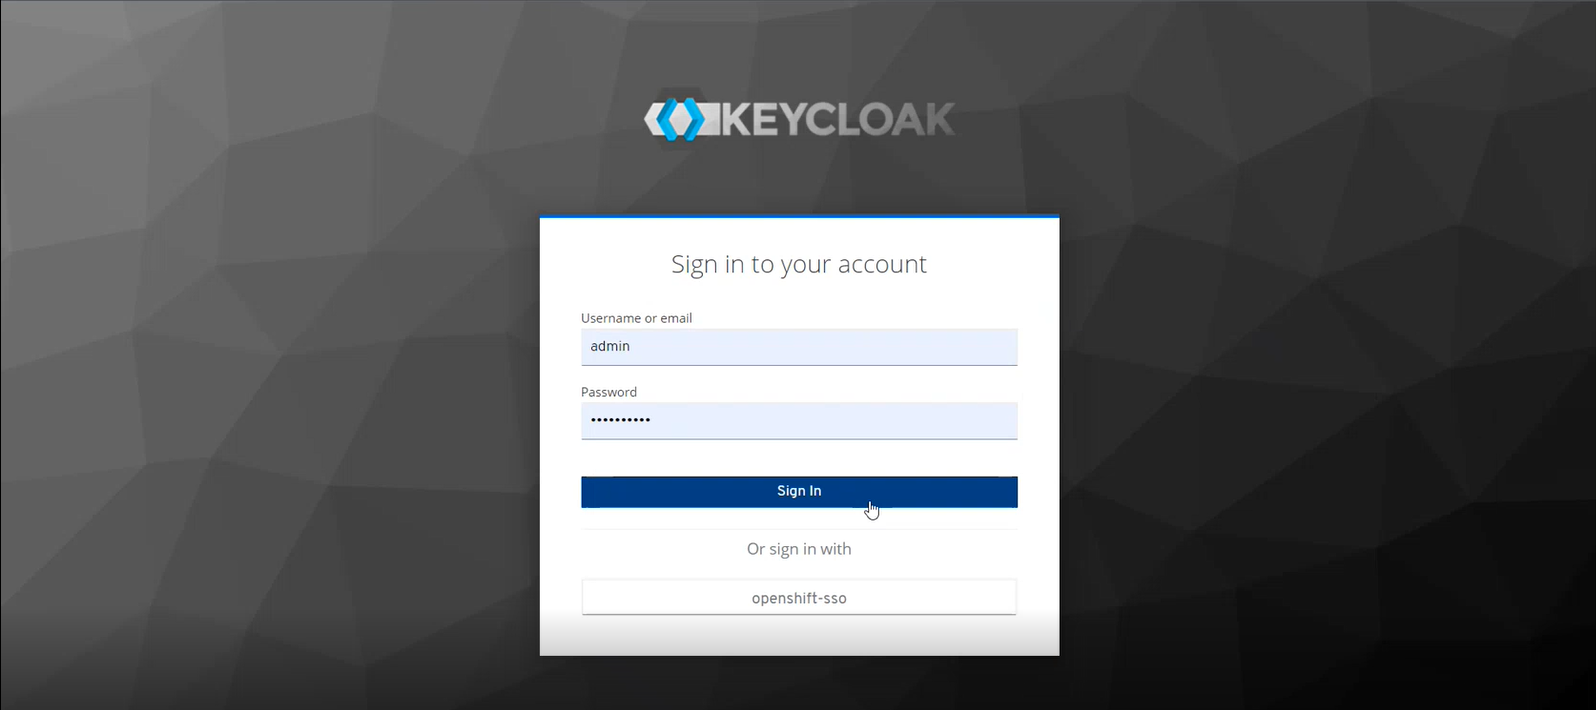 KEYCLOAK
Sign in to your account
Username or email
admin
Password
••••••••••
Sign In
Or sign in with
openshift-sso